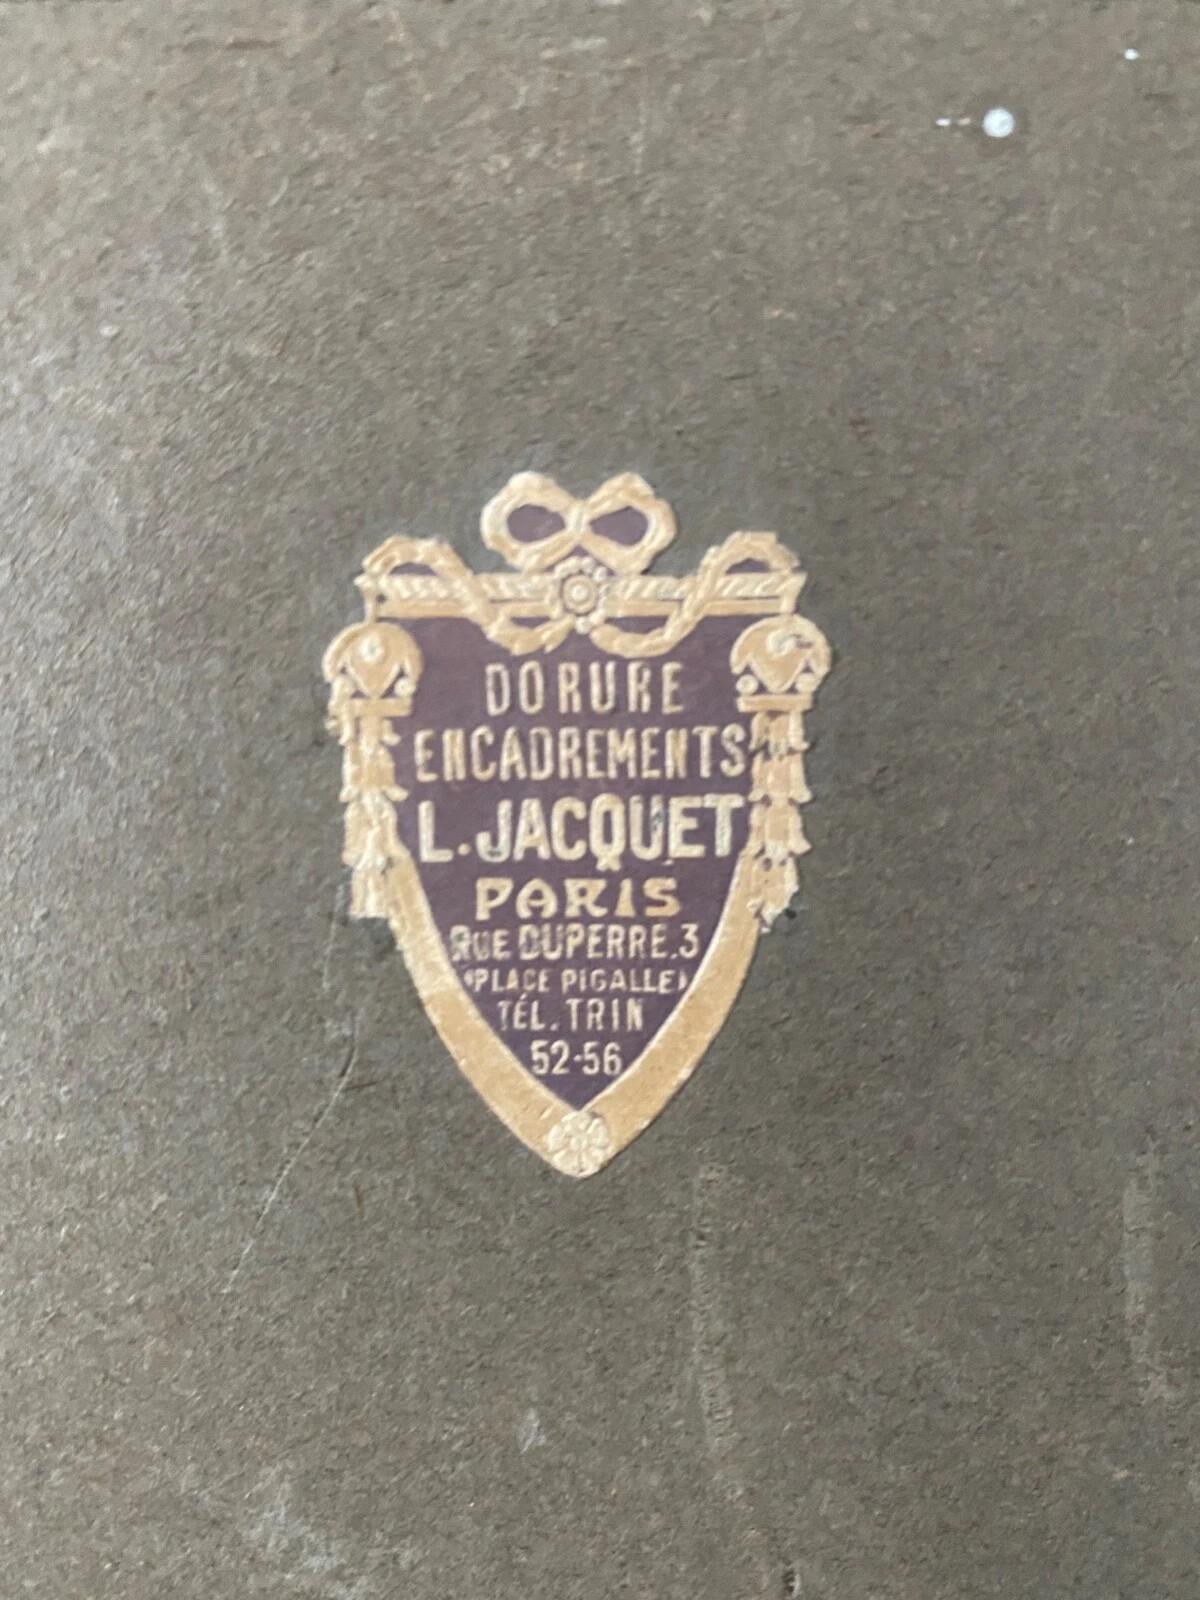 DORURE
ENCADREMENTS
L. JACQUET
PARIS
RUE DUPERRE. 3
(PLACE PIGALLE)
TÉL. TRIN
52-56